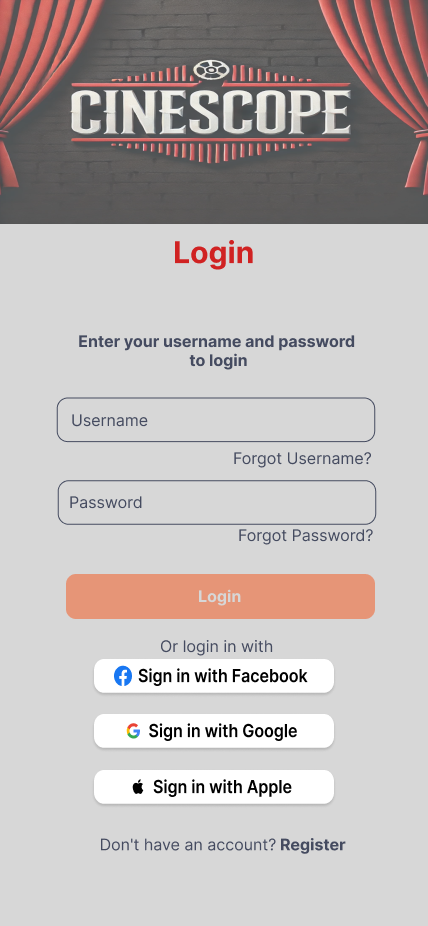 CINESCOPE
Login
Enter your username and password
to login
Username
Forgot Username?
Password
Forgot Password?
Login
Or login in with
Sign in with Facebook
Sign in with Google
Sign in with Apple
Don't have an account? Register